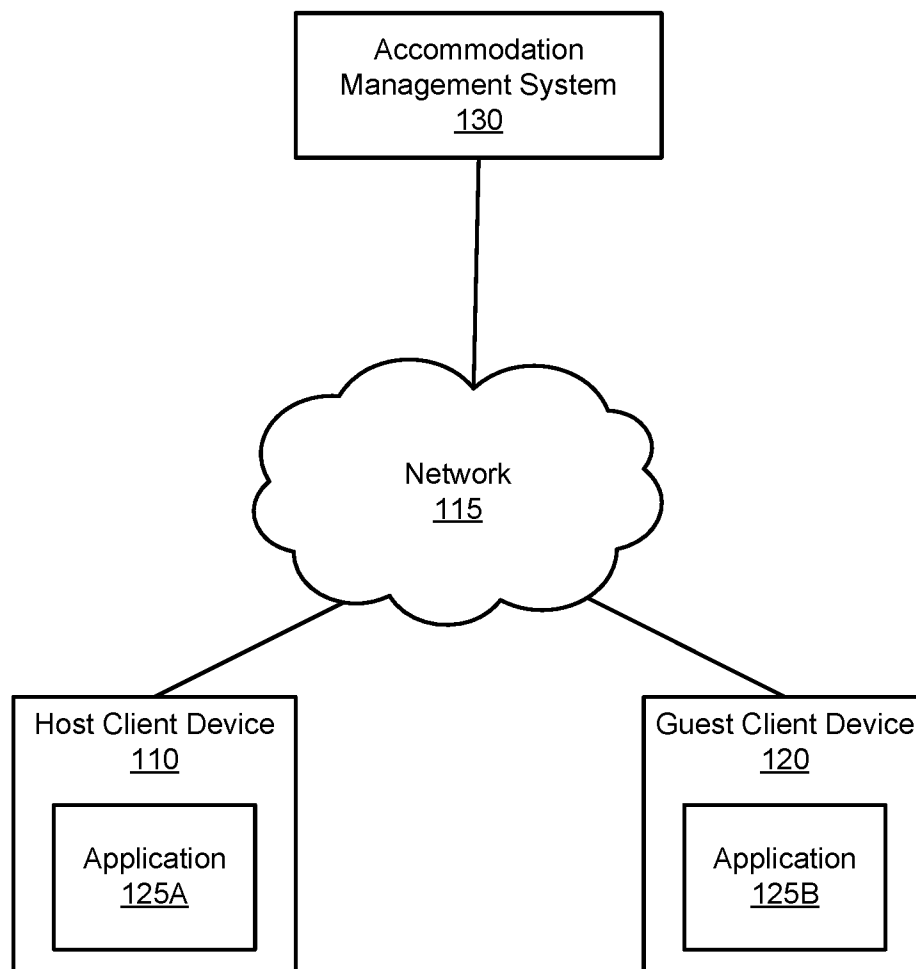 Accommodation
Management System
130
Network
115
Host Client Device
110
Application
125A
Guest Client Device
120
Application
125B